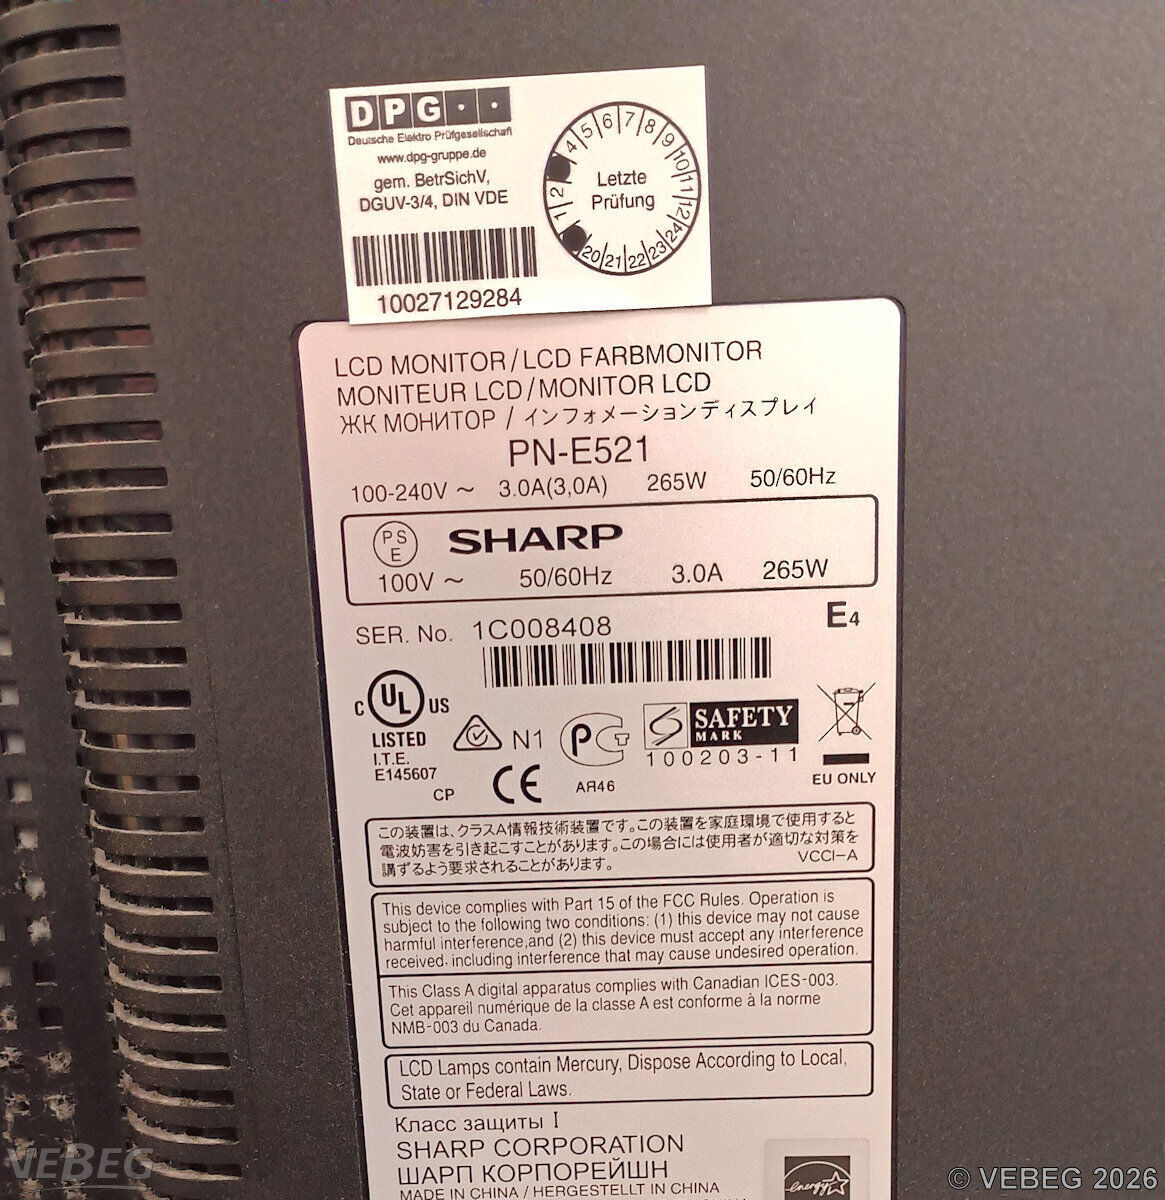 DPG
Deutsche Elektro Prüfgesellschaft
www.dpg-gruppe.de
gem. BetrSichV,
DGUV-3/4, DIN VDE
10027129284
1 2 4 5 6 7 8 9 10 11 12
Letzte
Prüfung
20 21 22 23 24
LCD MONITOR / LCD FARBMONITOR
MONITEUR LCD / MONITOR LCD
ЖК МОНИТОР / インフォメーションディスプレイ
PN-E521
100-240V ~ 3.0A(3,0A) 265W 50/60Hz
PS
E
SHARP
100V ~ 50/60Hz 3.0A 265W
E4
SER. No. 1C008408
C UL US
LISTED
I.T.E.
E145607
CP
N1
CE
АЯ46
SAFETY
MARK
100203-11
EU ONLY
この装置は、クラスA情報技術装置です。この装置を家庭環境で使用すると
電波妨害を引き起こすことがあります。この場合には使用者が適切な対策を
講ずるよう要求されることがあります。
VCCI-A
This device complies with Part 15 of the FCC Rules. Operation is
subject to the following two conditions: (1) this device may not cause
harmful interference,and (2) this device must accept any interference
received, including interference that may cause undesired operation.
This Class A digital apparatus complies with Canadian ICES-003.
Cet appareil numérique de la classe A est conforme à la norme
NMB-003 du Canada.
LCD Lamps contain Mercury, Dispose According to Local,
State or Federal Laws.
Класс защиты I
SHARP CORPORATION
ШАРП КОРПОРЕЙШН
MADE IN CHINA / HERGESTELLT IN CHINA
energy
VEBEG
© VEBEG 2026